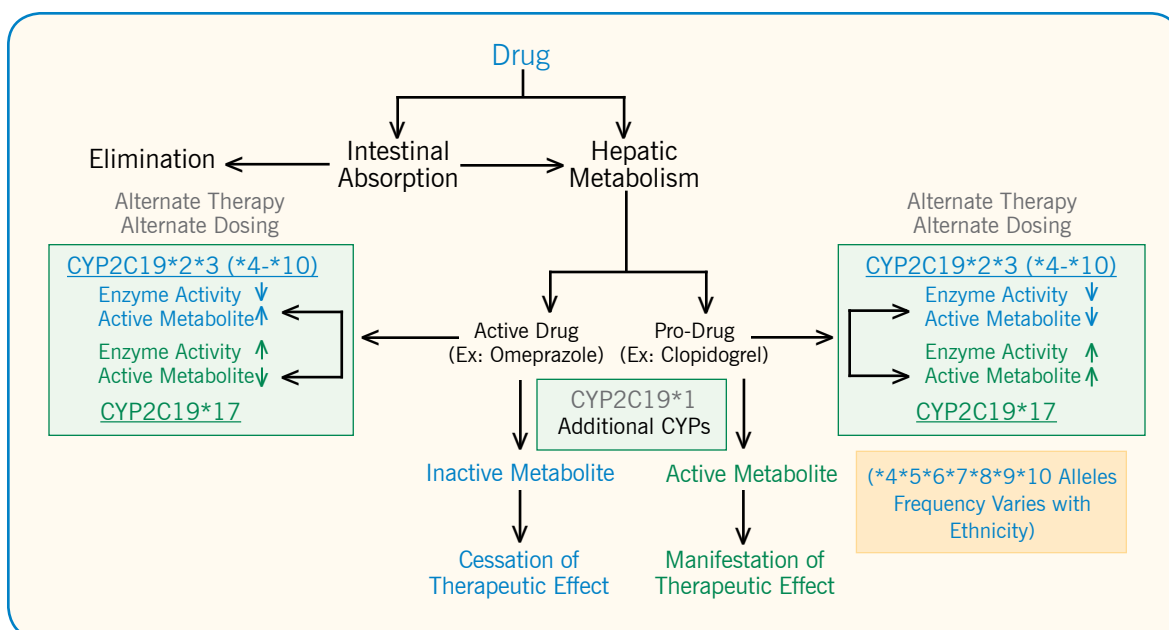 Drug
Elimination
Intestinal
Absorption
Hepatic
Metabolism
Alternate Therapy
Alternate Dosing
CYP2C19*2*3 (*4-*10)
Enzyme Activity ↓
Active Metabolite ↑
Enzyme Activity ↑
Active Metabolite ↓
CYP2C19*17
Active Drug
(Ex: Omeprazole)
Pro-Drug
(Ex: Clopidogrel)
Alternate Therapy
Alternate Dosing
CYP2C19*2*3 (*4-*10)
Enzyme Activity ↓
Active Metabolite ↓
Enzyme Activity ↑
Active Metabolite ↑
CYP2C19*17
CYP2C19*1
Additional CYPs
Inactive Metabolite
Active Metabolite
(*4*5*6*7*8*9*10 Alleles
Frequency Varies with
Ethnicity)
Cessation of
Therapeutic Effect
Manifestation of
Therapeutic Effect